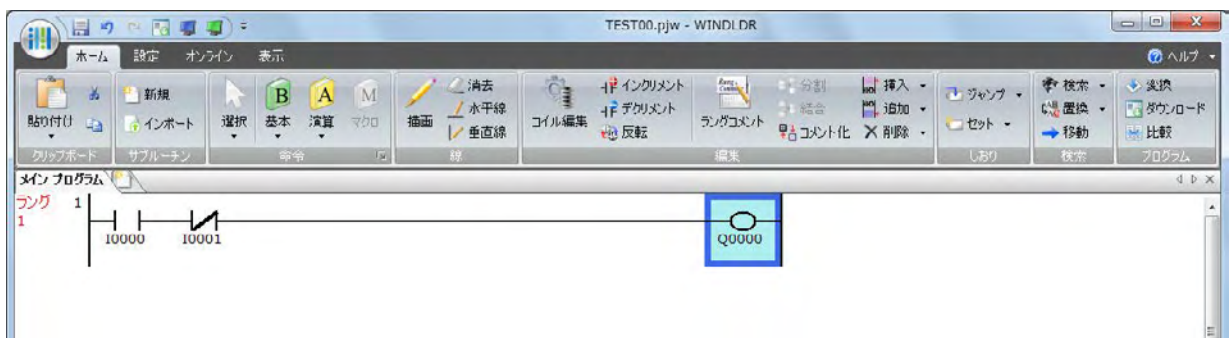 TEST00.pjw - WINDLDR
ホーム 設定 オンライン 表示 ヘルプ
貼り付け 新規 インポート 選択 基本 演算 マクロ 描画 消去 水平線 垂直線 コイル編集 インクリメント デクリメント 反転 ラングコメント 分割 結合 コメント化 挿入 追加 削除 ジャンプ セット 検索 置換 移動 変換 ダウンロード 比較
クリップボード サブルーチン 命令 線 編集 しおり 検索 プログラム
メイン プログラム
ラング 1
1
I0000 I0001 Q0000